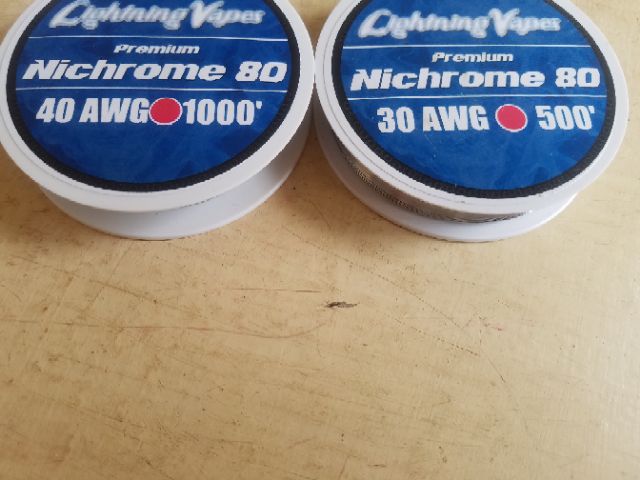 Lightning Vapes
Premium
Nichrome 80
40 AWG 1000'
Lightning Vapes
Premium
Nichrome 80
30 AWG 500'